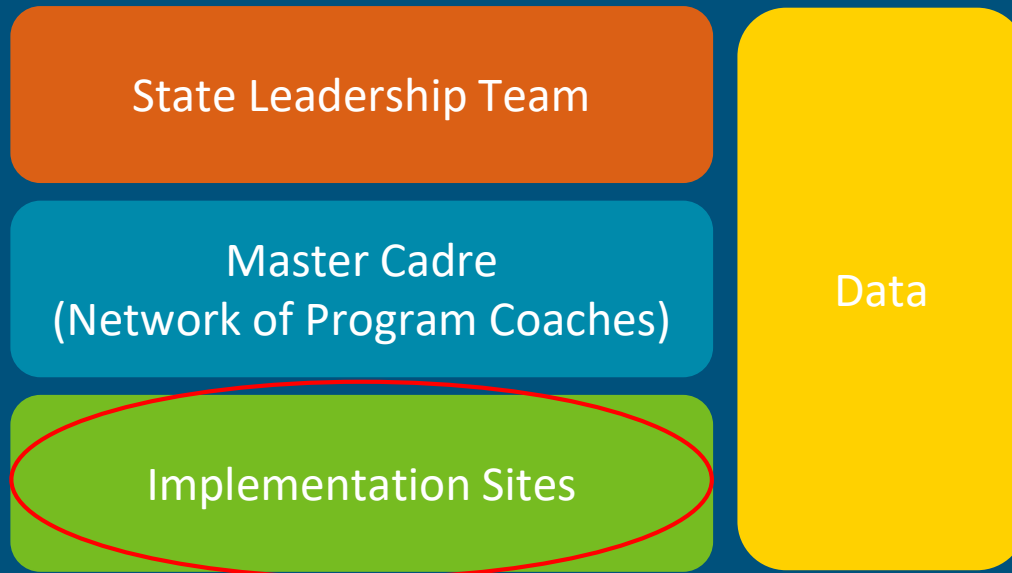 State Leadership Team
Master Cadre
(Network of Program Coaches)
Implementation Sites
Data